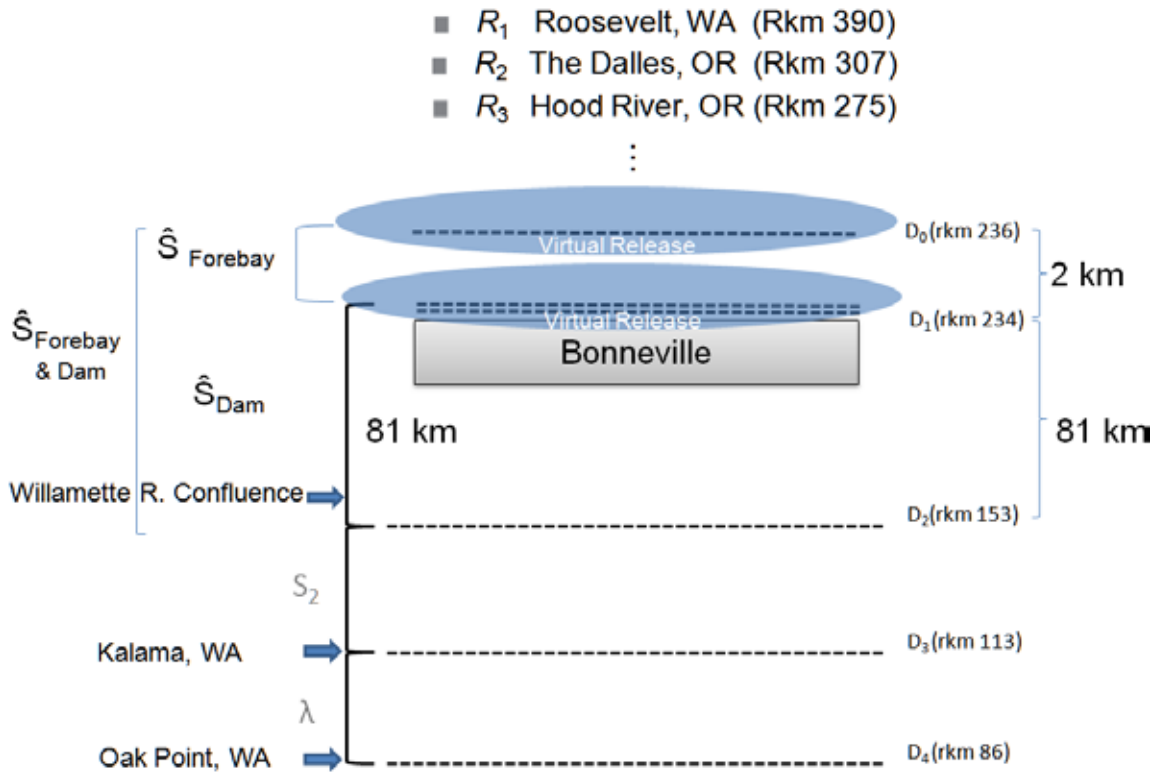 R1 Roosevelt, WA (Rkm 390)
R2 The Dalles, OR (Rkm 307)
R3 Hood River, OR (Rkm 275)
⋮
Ŝ Forebay
Virtual Release
D0(rkm 236)
2 km
Virtual Release
D1(rkm 234)
ŜForebay
& Dam
Bonneville
ŜDam
81 km
81 km
Willamette R. Confluence
D2(rkm 153)
S2
Kalama, WA
D3(rkm 113)
λ
Oak Point, WA
D4(rkm 86)